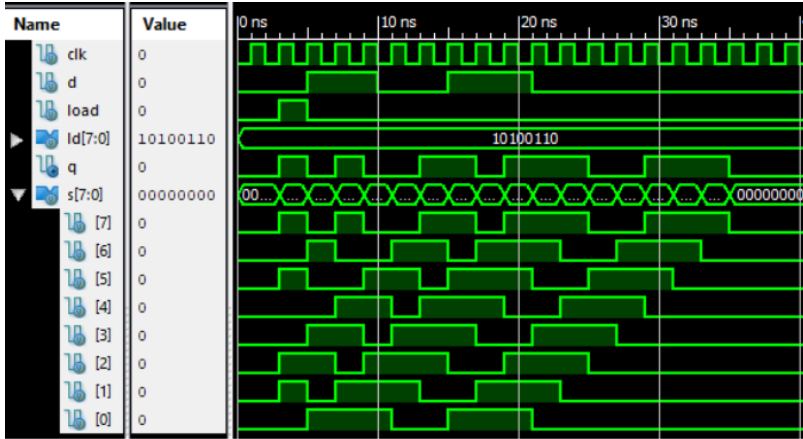 Name Value 0 ns 10 ns 20 ns 30 ns
clk 0
d 0
load 0
ld[7:0] 10100110 10100110
q 0
s[7:0] 00000000 00... ... ... ... ... ... ... ... ... ... ... ... ... ... ... ... ... 00000000
[7] 0
[6] 0
[5] 0
[4] 0
[3] 0
[2] 0
[1] 0
[0] 0